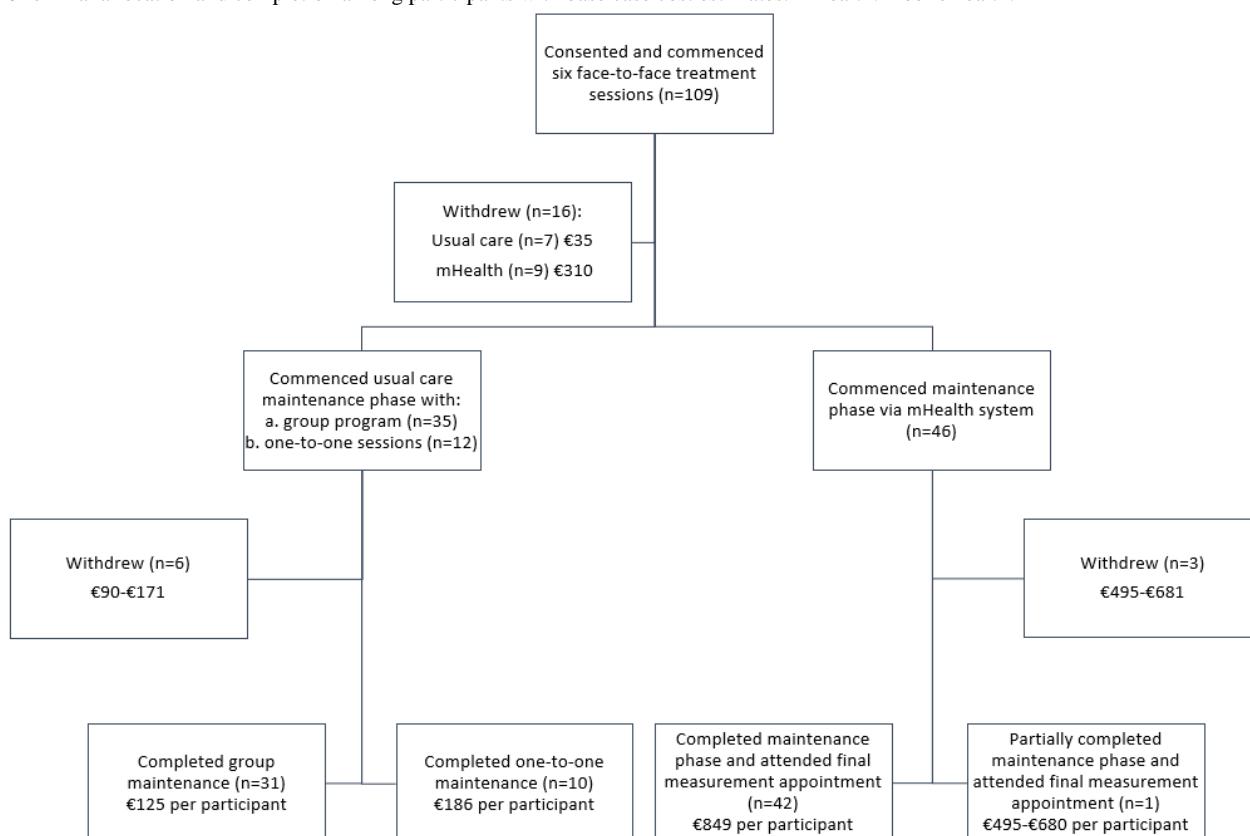 Consented and commenced
six face-to-face treatment
sessions (n=109)
Withdrew (n=16):
Usual care (n=7) €35
mHealth (n=9) €310
Commenced usual care
maintenance phase with:
a. group program (n=35)
b. one-to-one sessions (n=12)
Commenced maintenance
phase via mHealth system
(n=46)
Withdrew (n=6)
€90-€171
Withdrew (n=3)
€495-€681
Completed group
maintenance (n=31)
€125 per participant
Completed one-to-one
maintenance (n=10)
€186 per participant
Completed maintenance
phase and attended final
measurement appointment
(n=42)
€849 per participant
Partially completed
maintenance phase and
attended final measurement
appointment (n=1)
€495-€680 per participant